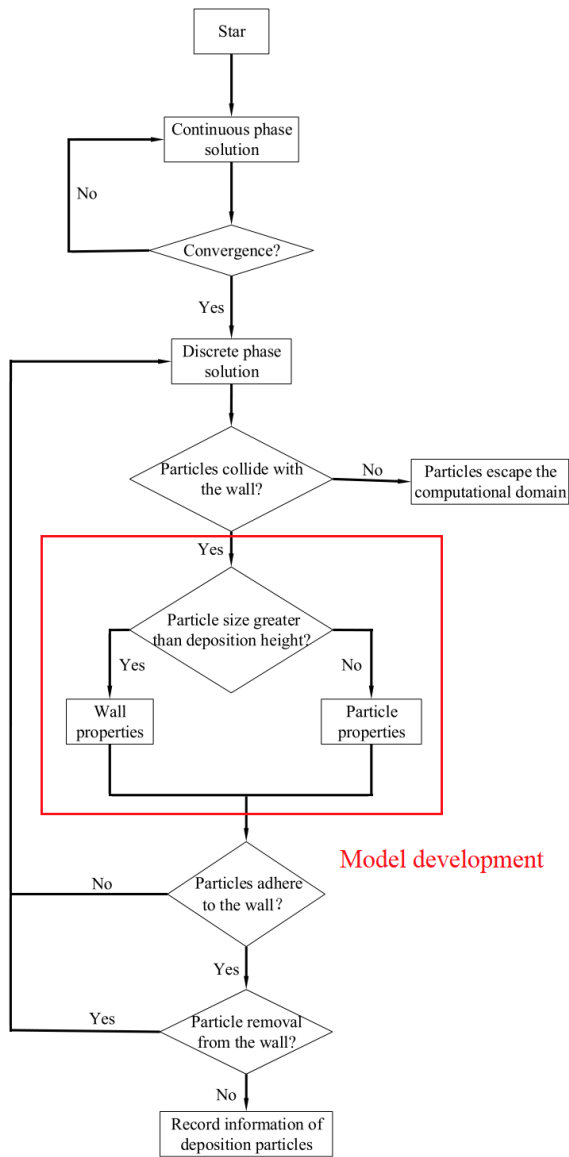 Star
Continuous phase
solution
No
Convergence?
Yes
Discrete phase
solution
Particles collide with
the wall?
No
Particles escape the
computational domain
Yes
Particle size greater
than deposition height?
Yes
No
Wall
properties
Particle
properties
Model development
Particles adhere
to the wall?
No
Yes
Particle removal
from the wall?
Yes
No
Record information of
deposition particles